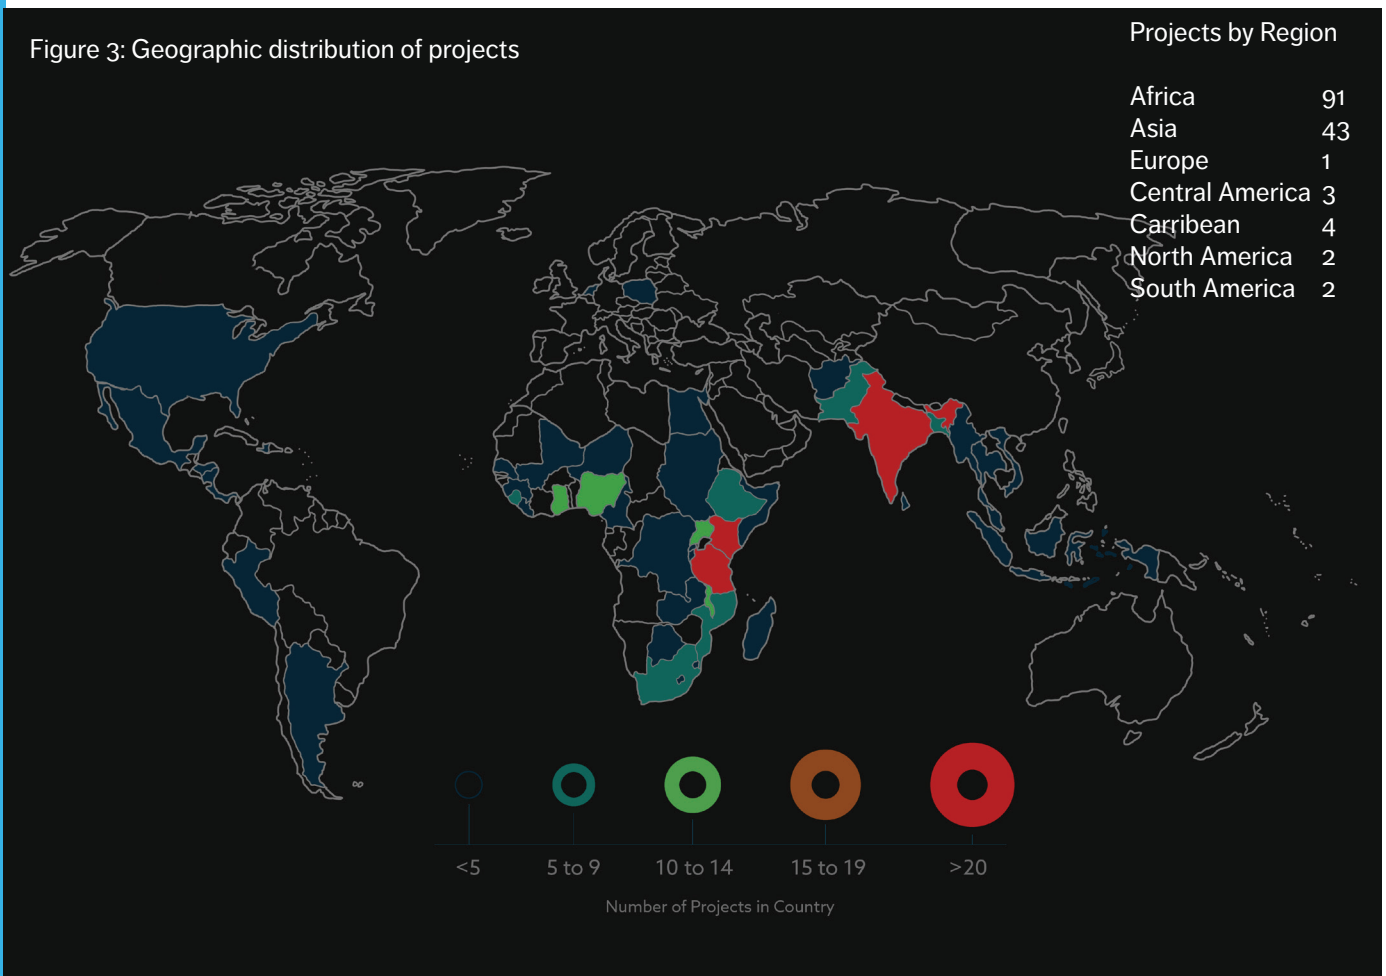 Figure 3: Geographic distribution of projects
Projects by Region
Africa 91
Asia 43
Europe 1
Central America 3
Carribean 4
North America 2
South America 2
<5 5 to 9 10 to 14 15 to 19 >20
Number of Projects in Country